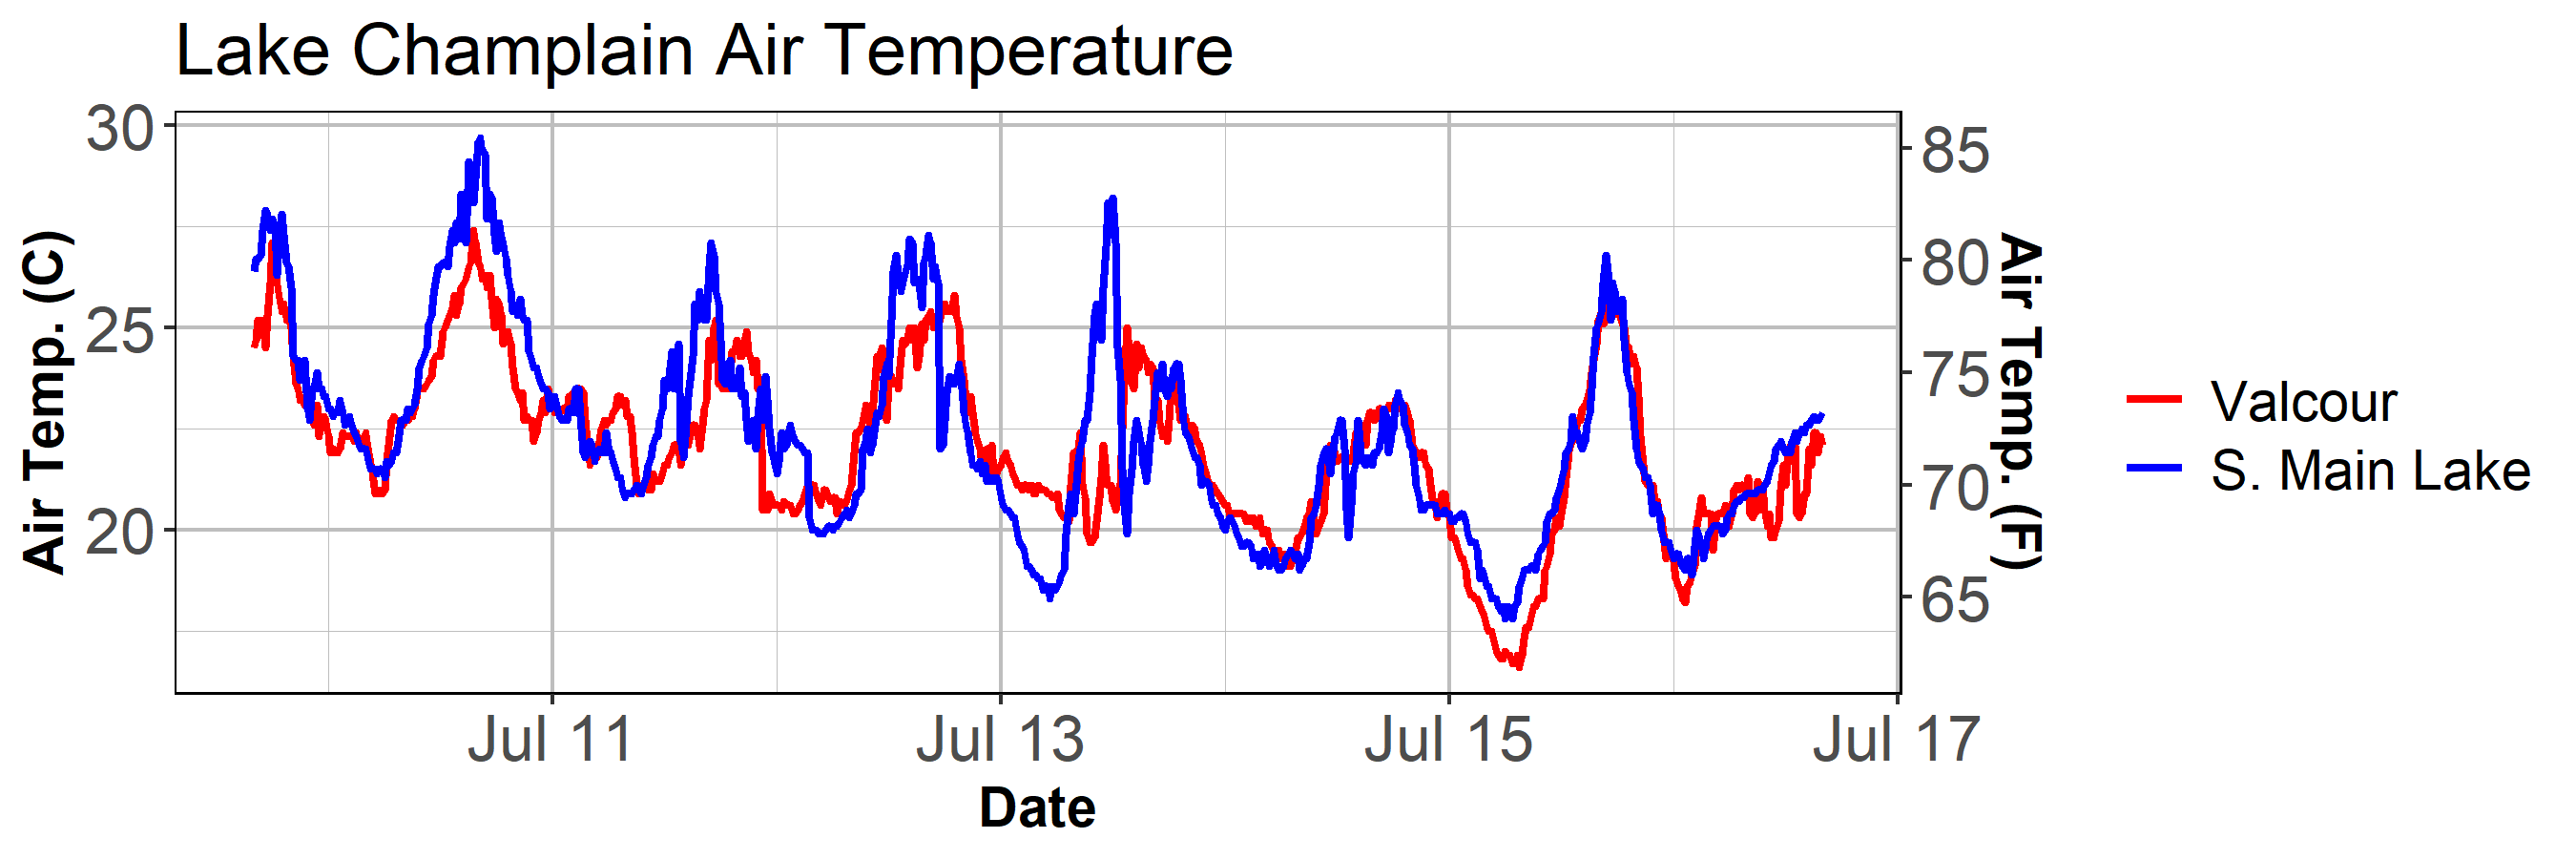 Lake Champlain Air Temperature
30
25
20
Air Temp. (C)
85
80
75
70
65
Air Temp. (F)
Jul 11
Jul 13
Jul 15
Jul 17
Date
Valcour
S. Main Lake